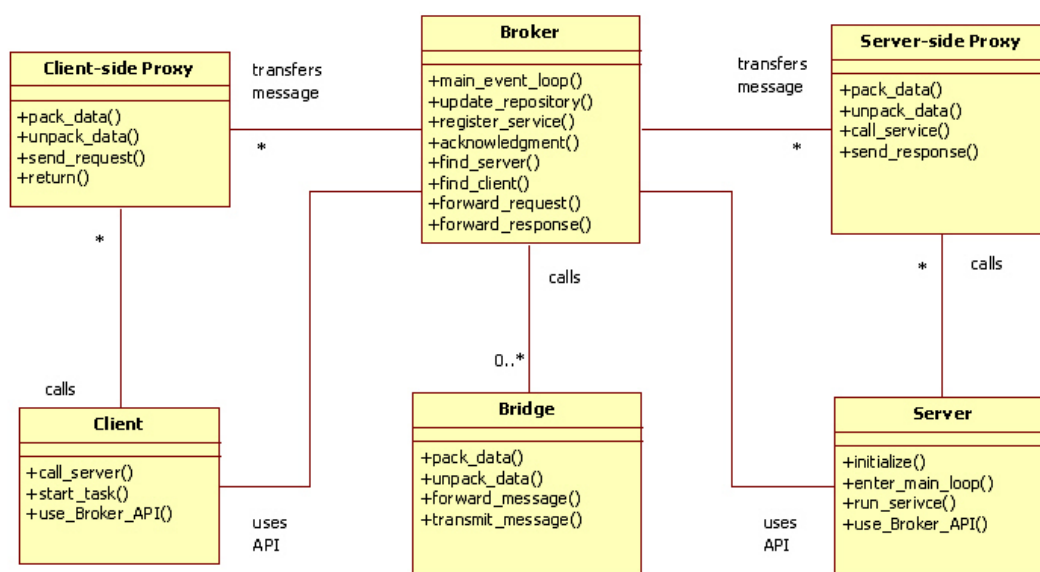 Client-side Proxy
+pack_data()
+unpack_data()
+send_request()
+return()
transfers
message
*
Broker
+main_event_loop()
+update_repository()
+register_service()
+acknowledgment()
+find_server()
+find_client()
+forward_request()
+forward_response()
transfers
message
*
Server-side Proxy
+pack_data()
+unpack_data()
+call_service()
+send_response()
*
calls
calls
0..*
*
calls
Client
+call_server()
+start_task()
+use_Broker_API()
uses
API
Bridge
+pack_data()
+unpack_data()
+forward_message()
+transmit_message()
uses
API
Server
+initialize()
+enter_main_loop()
+run_serivce()
+use_Broker_API()